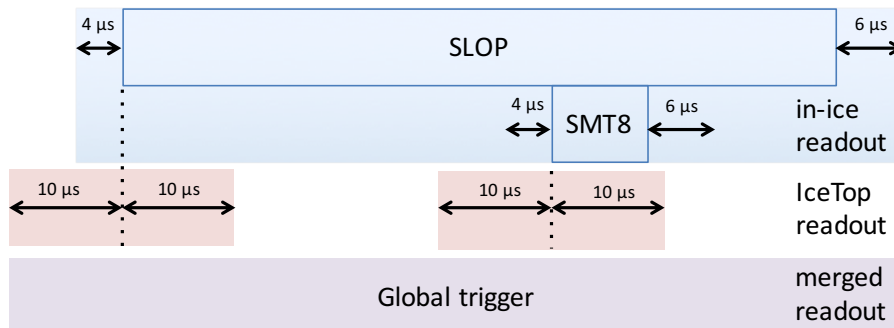 4 μs
6 μs
SLOP
4 μs
6 μs
SMT8
in-ice
readout
10 μs
10 μs
10 μs
10 μs
IceTop
readout
Global trigger
merged
readout